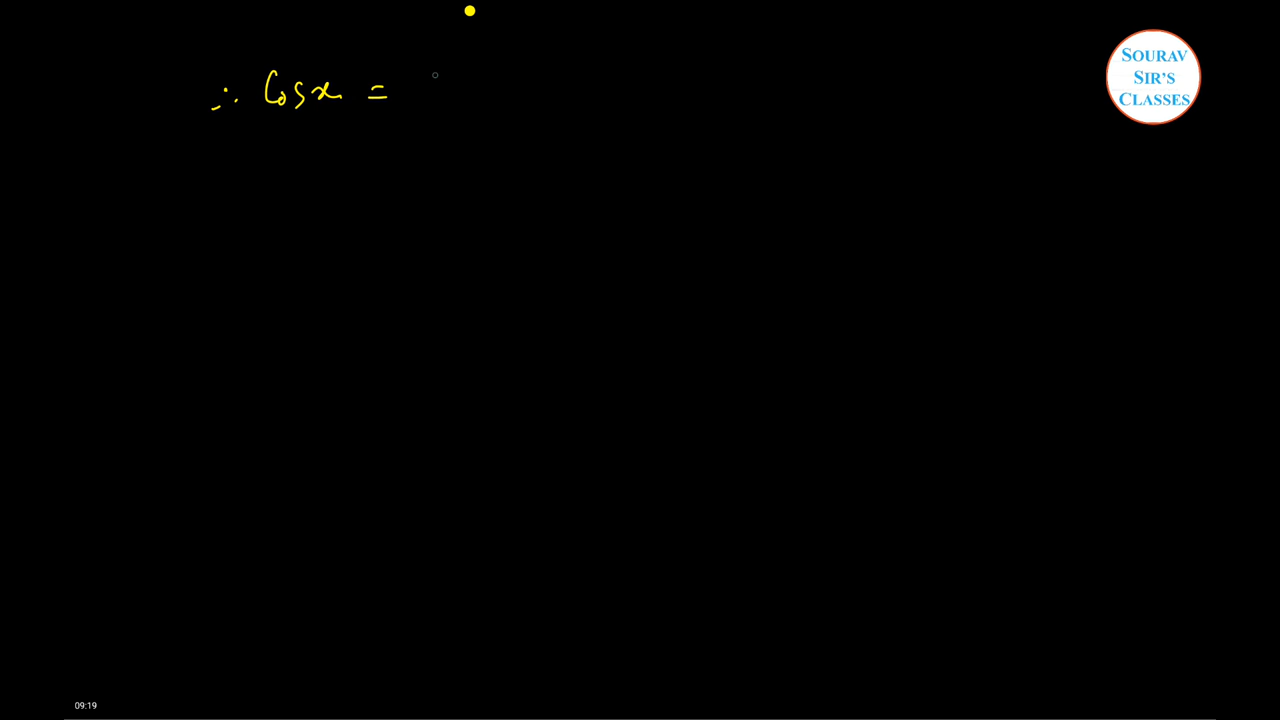 ∴ Cosx =
SOURAV
SIR'S
CLASSES
09:19